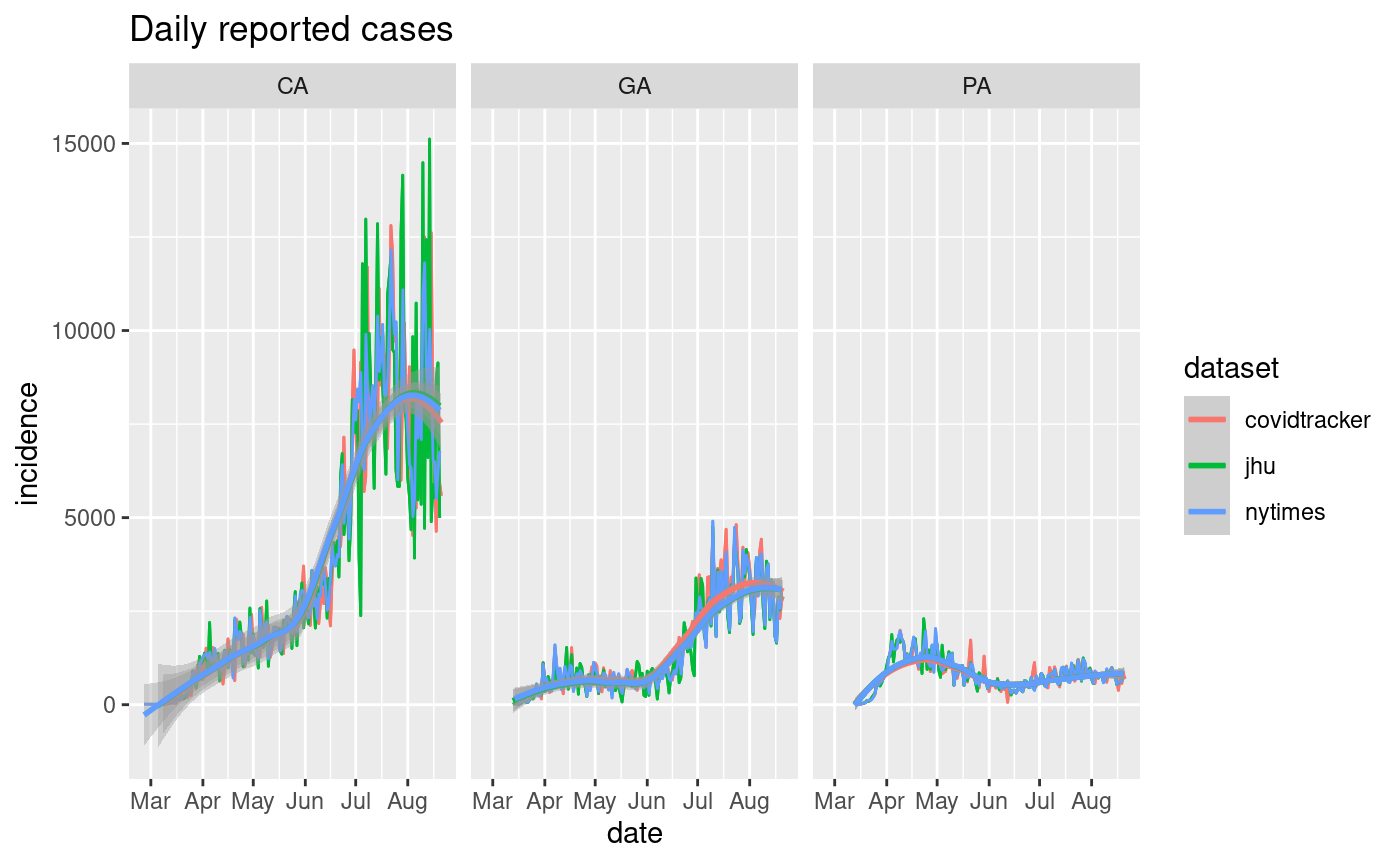 Daily reported cases
CA GA PA
15000
10000
5000
0
incidence
Mar Apr May Jun Jul Aug Mar Apr May Jun Jul Aug Mar Apr May Jun Jul Aug
date
dataset
covidtracker
jhu
nytimes